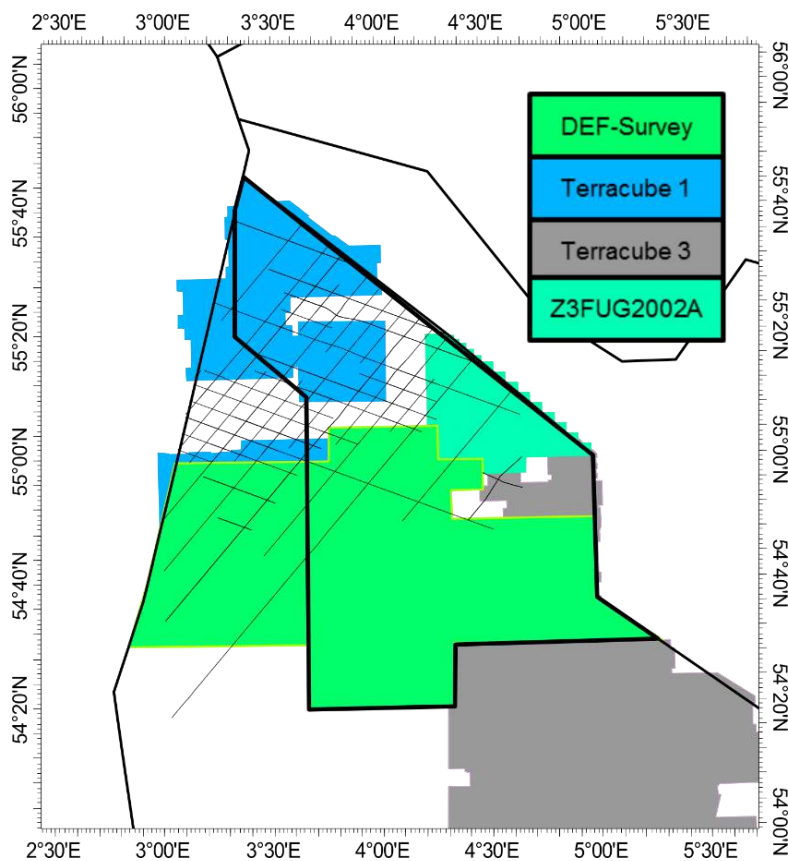 2°30'E 3°00'E 3°30'E 4°00'E 4°30'E 5°00'E 5°30'E
56°00'N
55°40'N
55°20'N
55°00'N
54°40'N
54°20'N
56°00'N
55°40'N
55°20'N
55°00'N
54°40'N
54°20'N
54°00'N
DEF-Survey
Terracube 1
Terracube 3
Z3FUG2002A
2°30'E 3°00'E 3°30'E 4°00'E 4°30'E 5°00'E 5°30'E